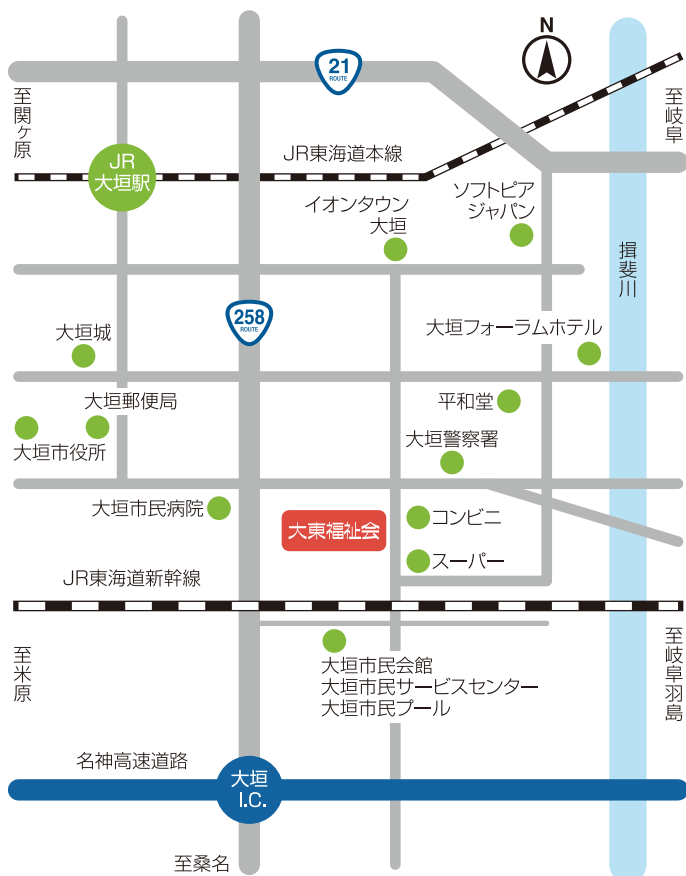 N
21
ROUTE
至関ヶ原
至岐阜
JR東海道本線
JR
大垣駅
ソフトピア
ジャパン
イオンタウン
大垣
揖斐川
258
ROUTE
大垣フォーラムホテル
大垣城
大垣郵便局
平和堂
大垣市役所
大垣警察署
大垣市民病院
コンビニ
大東福祉会
スーパー
JR東海道新幹線
至米原
至岐阜羽島
大垣市民会館
大垣市民サービスセンター
大垣市民プール
名神高速道路
大垣
I.C.
至桑名